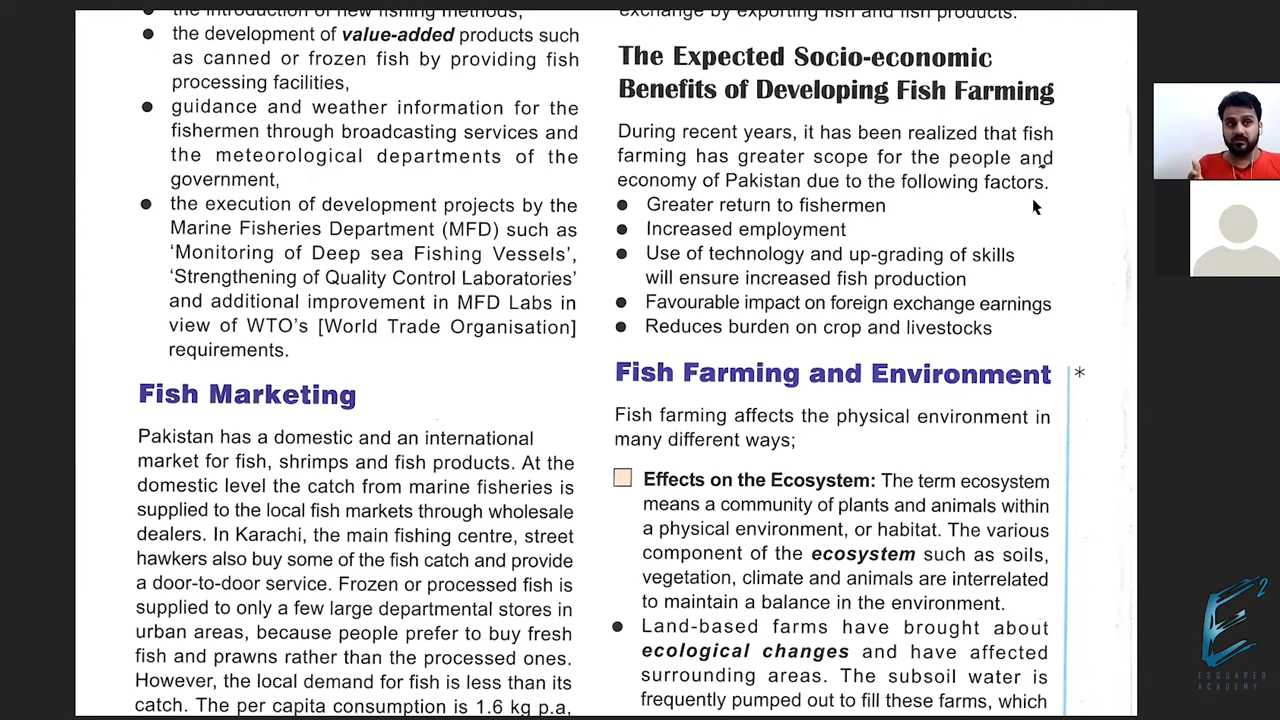 the introduction of new fishing methods,
the development of value-added products such
as canned or frozen fish by providing fish
processing facilities,
guidance and weather information for the
fishermen through broadcasting services and
the meteorological departments of the
government,
the execution of development projects by the
Marine Fisheries Department (MFD) such as
‘Monitoring of Deep sea Fishing Vessels’,
‘Strengthening of Quality Control Laboratories’
and additional improvement in MFD Labs in
view of WTO’s [World Trade Organisation]
requirements.
Fish Marketing
Pakistan has a domestic and an international
market for fish, shrimps and fish products. At the
domestic level the catch from marine fisheries is
supplied to the local fish markets through wholesale
dealers. In Karachi, the main fishing centre, street
hawkers also buy some of the fish catch and provide
a door-to-door service. Frozen or processed fish is
supplied to only a few large departmental stores in
urban areas, because people prefer to buy fresh
fish and prawns rather than the processed ones.
However, the local demand for fish is less than its
catch. The per capita consumption is 1.6 kg p.a,
exchange by exporting fish and fish products.
The Expected Socio-economic
Benefits of Developing Fish Farming
During recent years, it has been realized that fish
farming has greater scope for the people and
economy of Pakistan due to the following factors.
Greater return to fishermen
Increased employment
Use of technology and up-grading of skills
will ensure increased fish production
Favourable impact on foreign exchange earnings
Reduces burden on crop and livestocks
Fish Farming and Environment *
Fish farming affects the physical environment in
many different ways;
Effects on the Ecosystem: The term ecosystem
means a community of plants and animals within
a physical environment, or habitat. The various
component of the ecosystem such as soils,
vegetation, climate and animals are interrelated
to maintain a balance in the environment.
Land-based farms have brought about
ecological changes and have affected
surrounding areas. The subsoil water is
frequently pumped out to fill these farms, which
E2
ESQUARED
ACADEMY